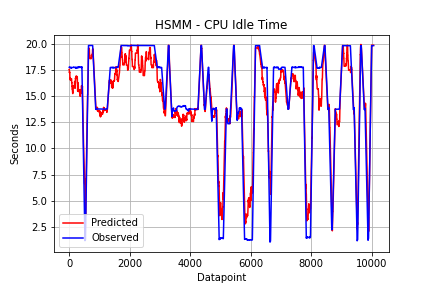 HSMM - CPU Idle Time
20.0
17.5
15.0
12.5
10.0
7.5
5.0
2.5
Seconds
Predicted
Observed
0 2000 4000 6000 8000 10000
Datapoint